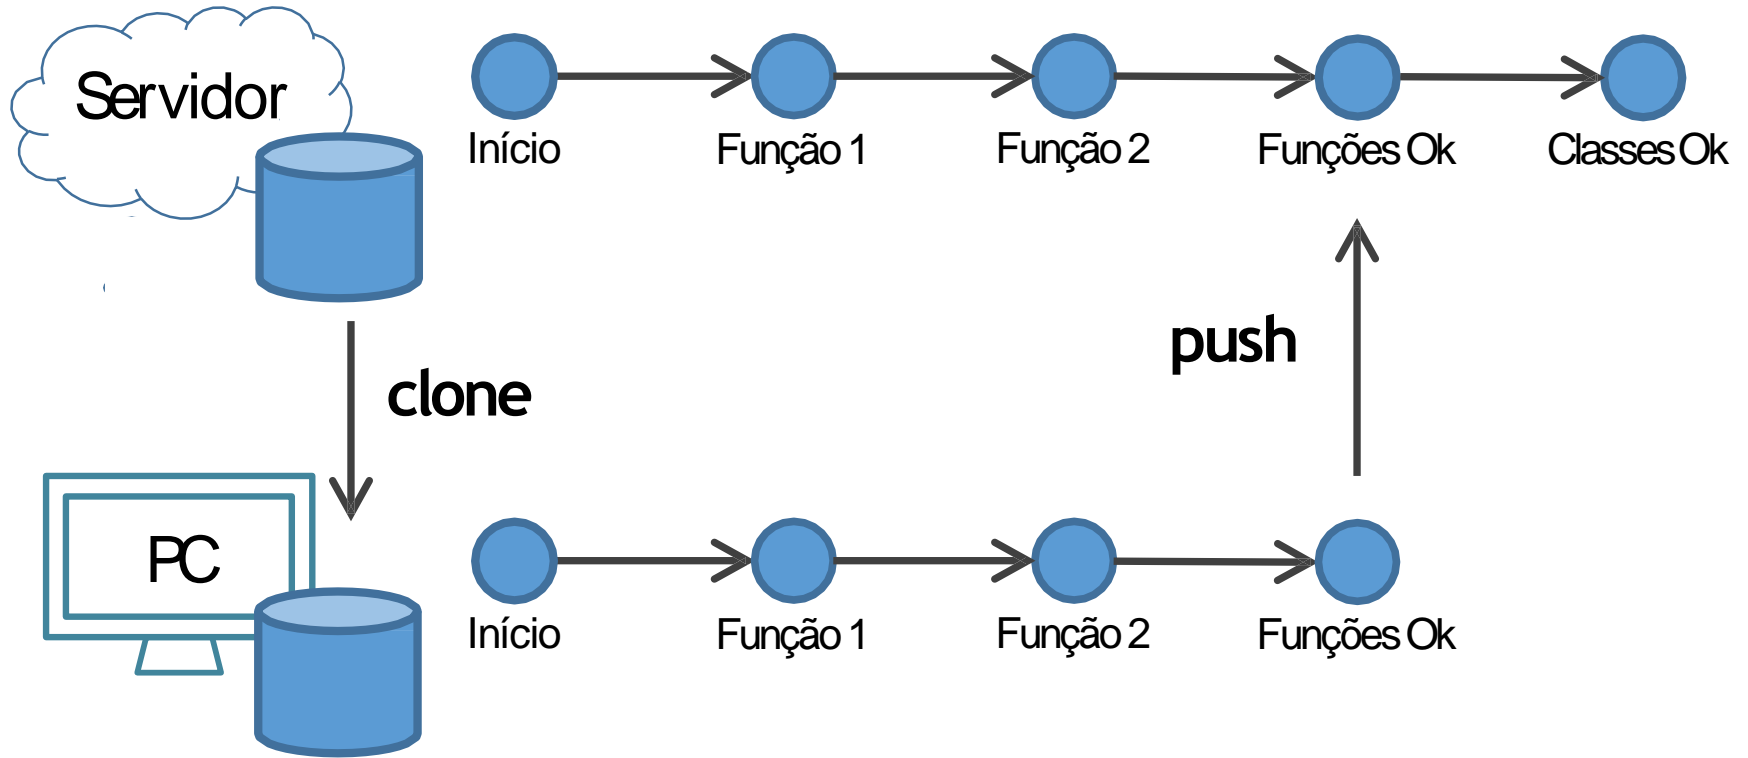 Servidor
Início
Função 1
Função 2
Funções Ok
Classes Ok
push
clone
PC
Início
Função 1
Função 2
Funções Ok